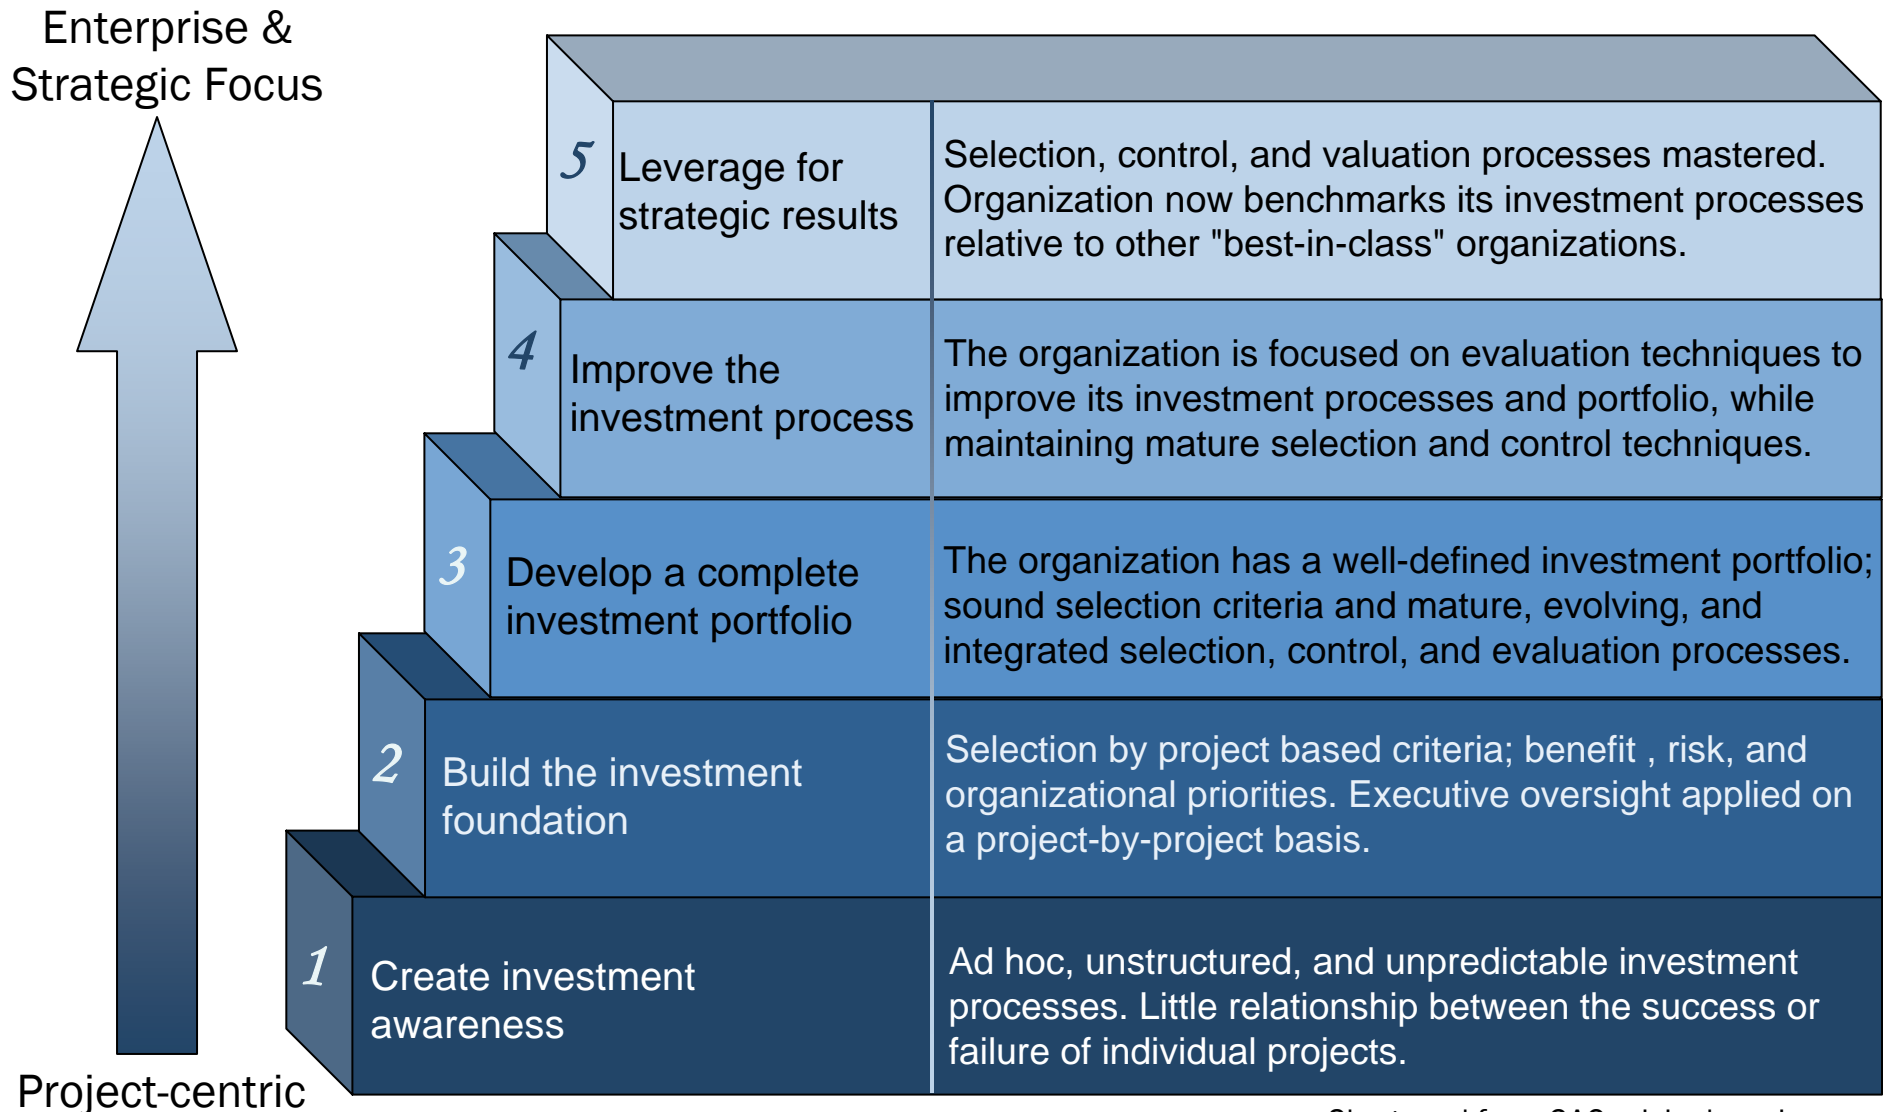 Enterprise &
Strategic Focus
5
Leverage for
strategic results
Selection, control, and valuation processes mastered.
Organization now benchmarks its investment processes
relative to other "best-in-class" organizations.
4
Improve the
investment process
The organization is focused on evaluation techniques to
improve its investment processes and portfolio, while
maintaining mature selection and control techniques.
3
Develop a complete
investment portfolio
The organization has a well-defined investment portfolio;
sound selection criteria and mature, evolving, and
integrated selection, control, and evaluation processes.
2
Build the investment
foundation
Selection by project based criteria; benefit , risk, and
organizational priorities. Executive oversight applied on
a project-by-project basis.
1
Create investment
awareness
Ad hoc, unstructured, and unpredictable investment
processes. Little relationship between the success or
failure of individual projects.
Project-centric